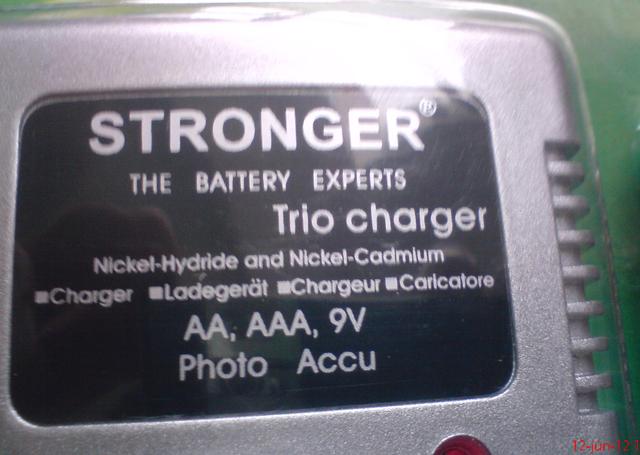 STRONGER®
THE BATTERY EXPERTS
Trio charger
Nickel-Hydride and Nickel-Cadmium
■Charger ■Ladegerät ■Chargeur ■Caricatore
AA, AAA, 9V
Photo Accu
12-jun-12